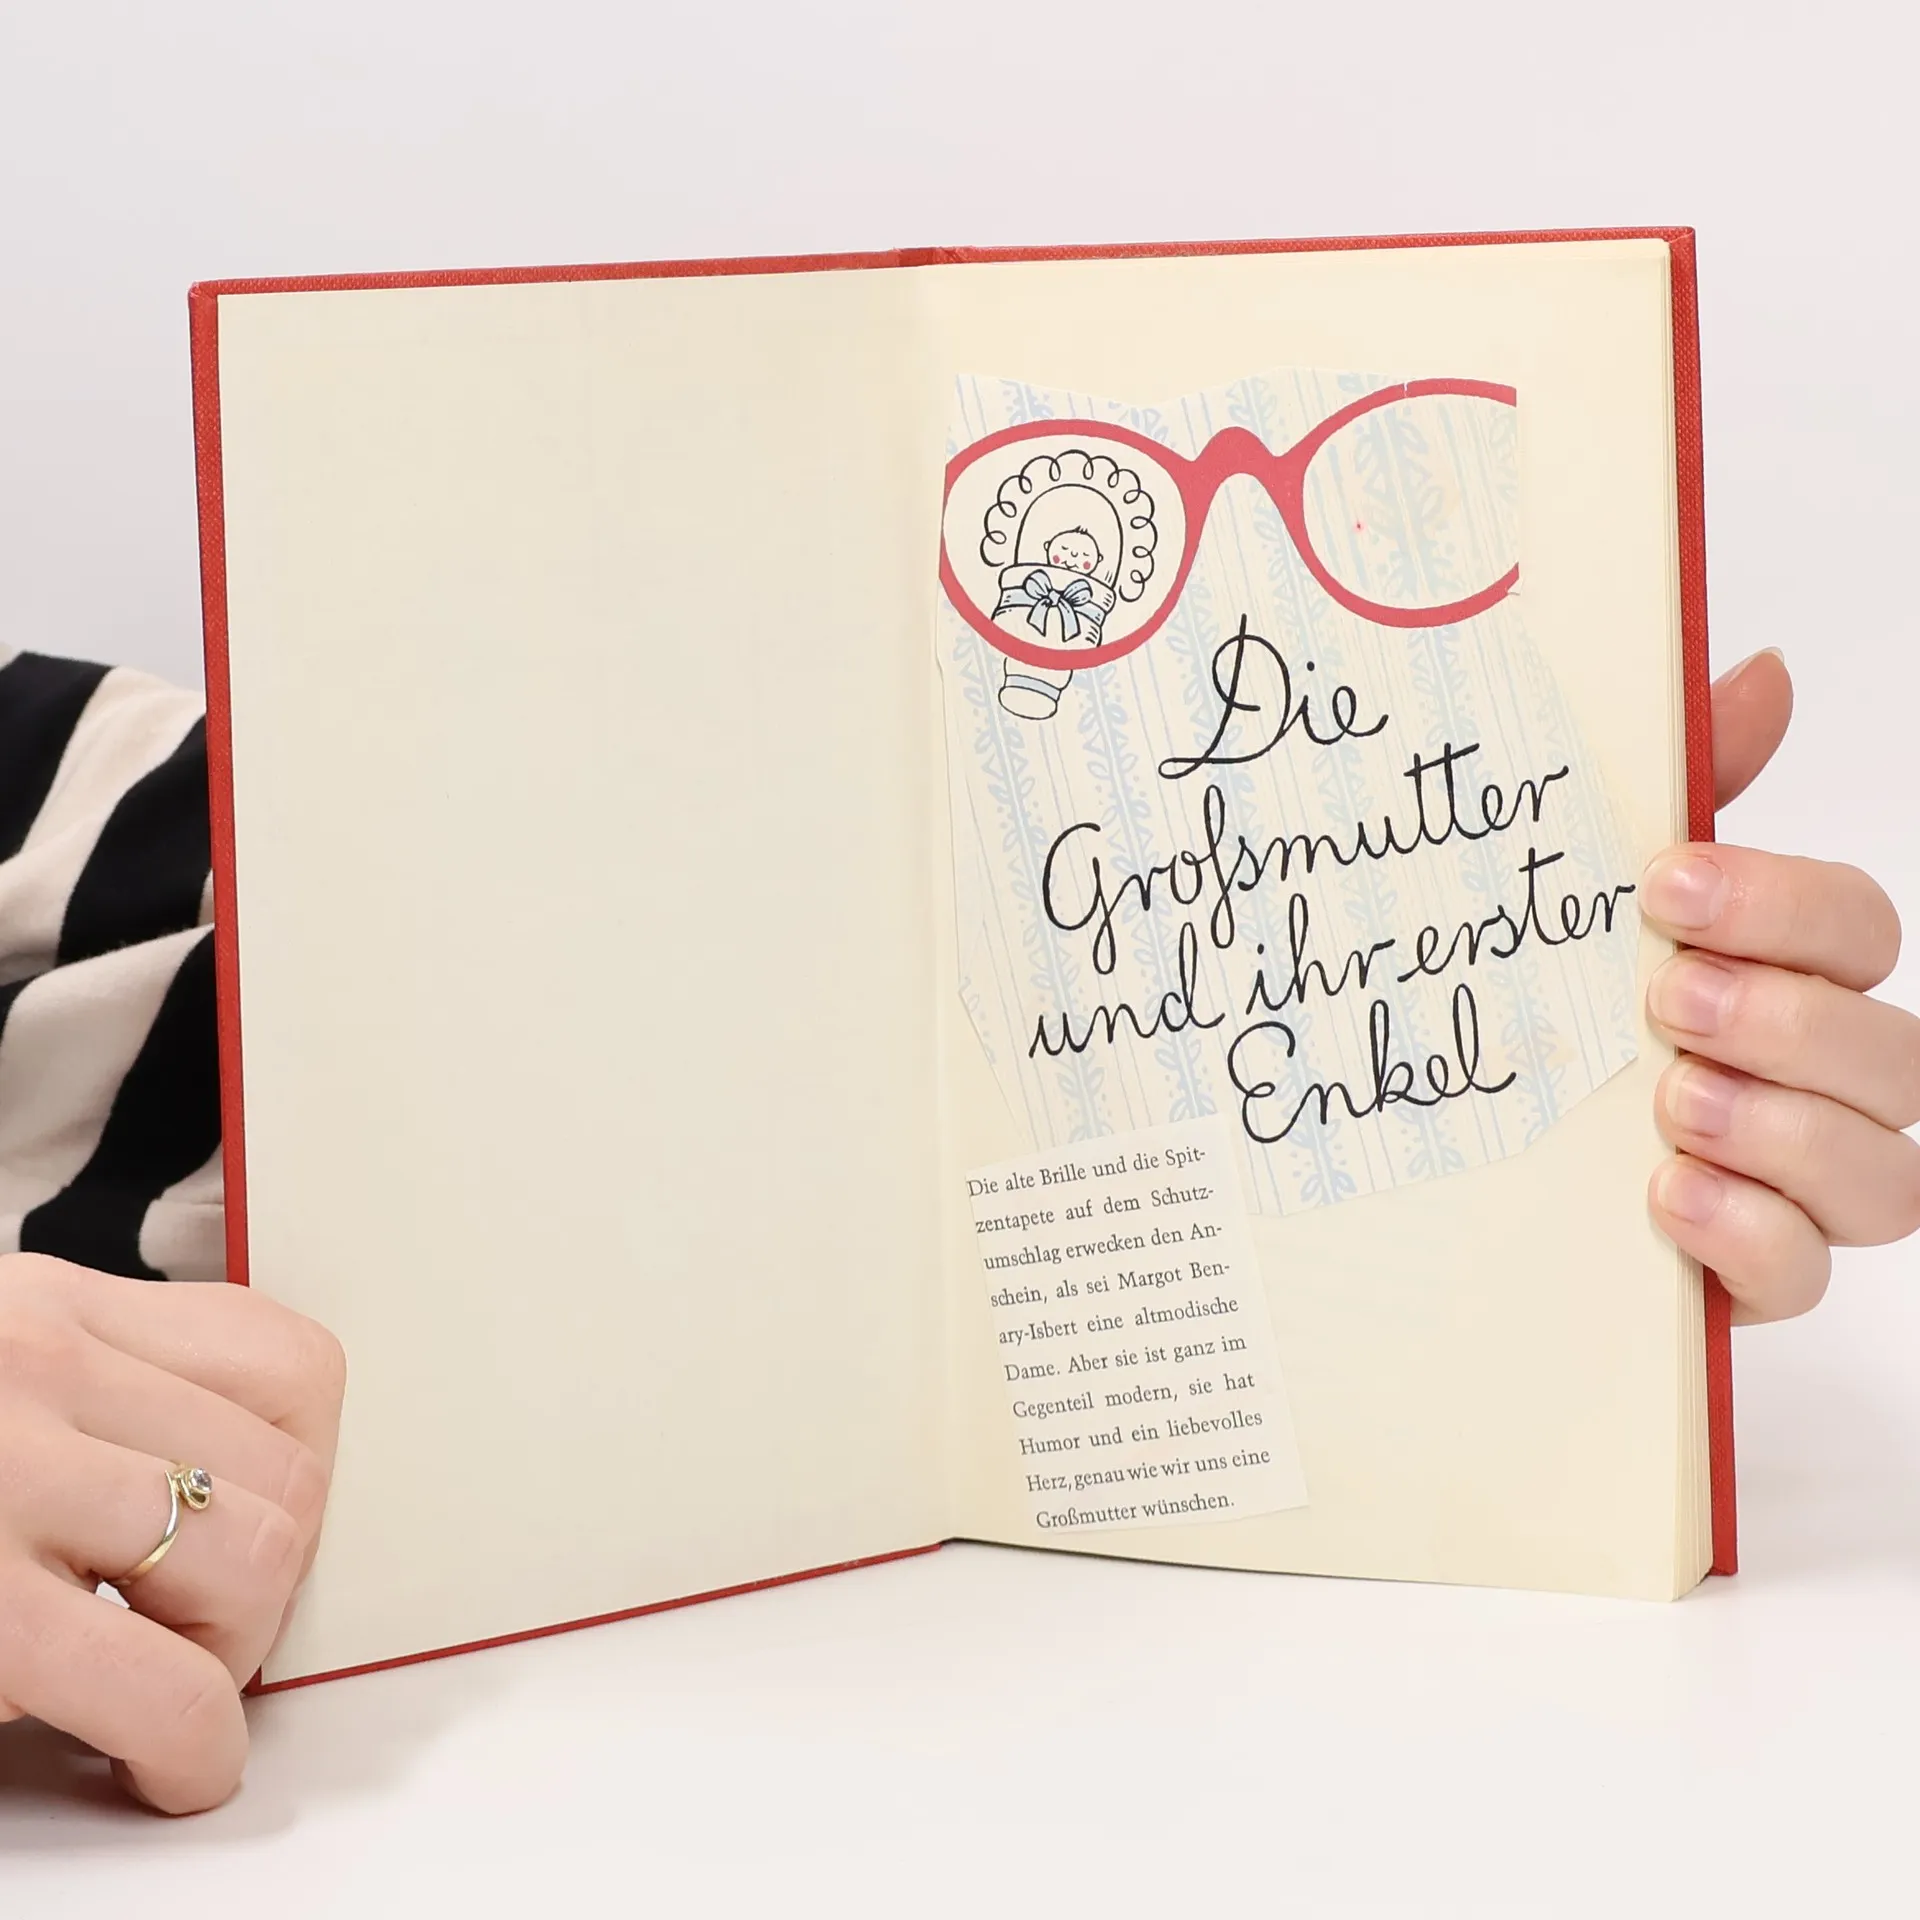 Die
Großmutter
und ihr erster
Enkel
Die alte Brille und die Spit-
zentapete auf dem Schutz-
umschlag erwecken den An-
schein, als sei Margot Ben-
ary-Isbert eine altmodische
Dame. Aber sie ist ganz im
Gegenteil modern, sie hat
Humor und ein liebevolles
Herz, genau wie wir uns eine
Großmutter wünschen.